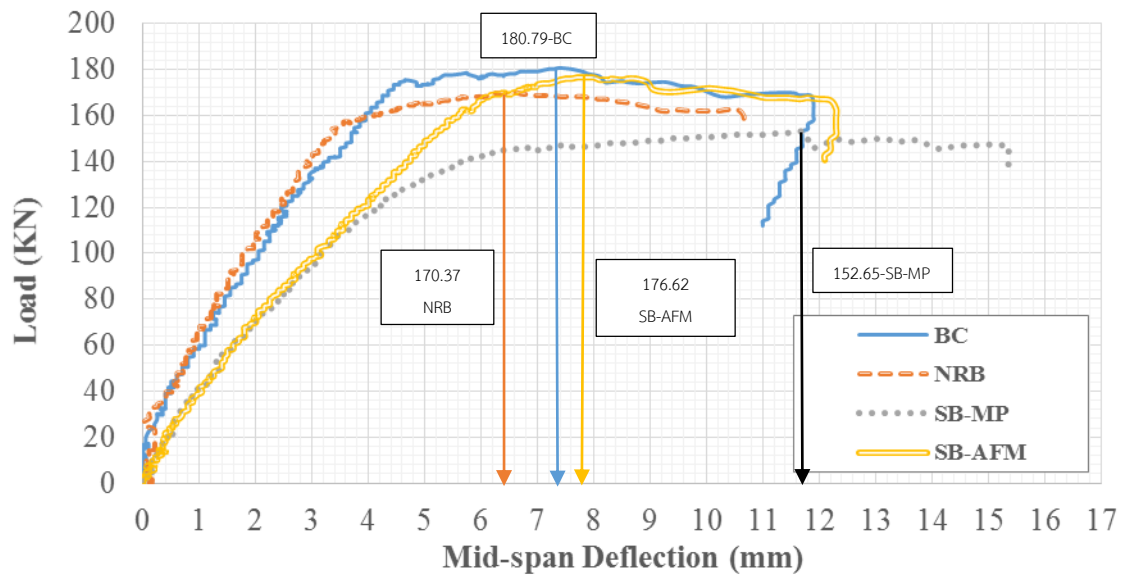 200
180
160
140
120
100
80
60
40
20
0
Load (KN)
180.79-BC
170.37
NRB
176.62
SB-AFM
152.65-SB-MP
BC
NRB
SB-MP
SB-AFM
0 1 2 3 4 5 6 7 8 9 10 11 12 13 14 15 16 17
Mid-span Deflection (mm)